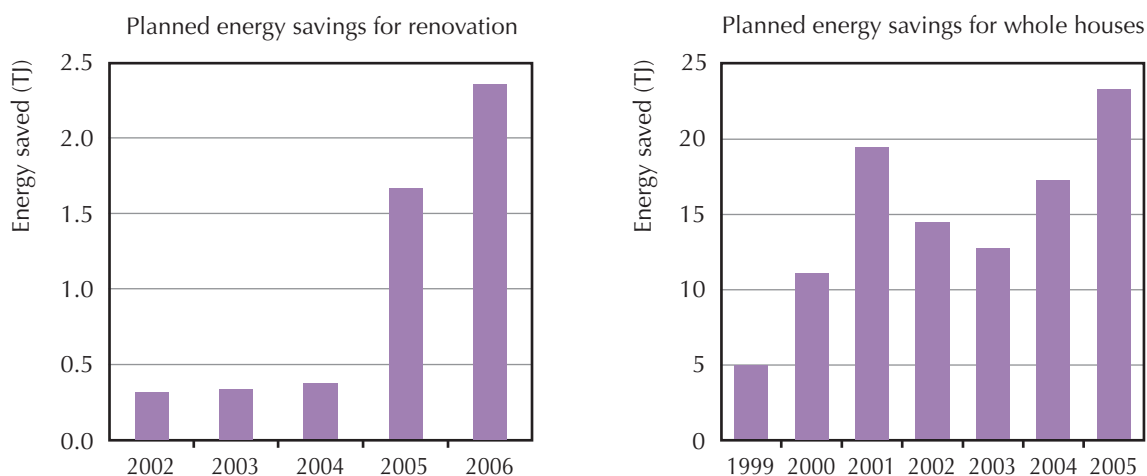 Planned energy savings for renovation
Energy saved (TJ)
2.5
2.0
1.5
1.0
0.5
0.0
2002 2003 2004 2005 2006
Planned energy savings for whole houses
Energy saved (TJ)
25
20
15
10
5
0
1999 2000 2001 2002 2003 2004 2005